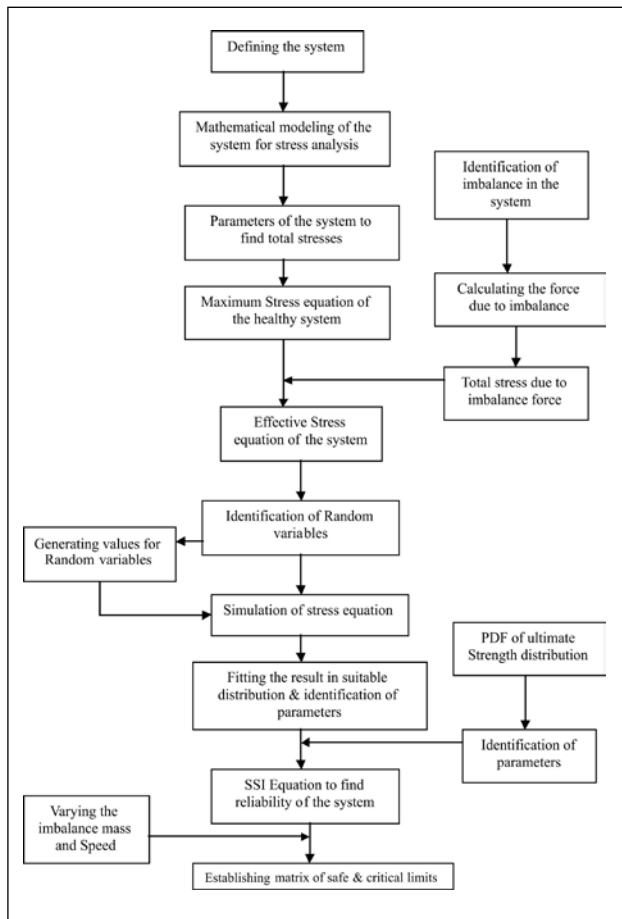 Defining the system
Mathematical modeling of the
system for stress analysis
Identification of
imbalance in the
system
Parameters of the system to
find total stresses
Calculating the force
due to imbalance
Maximum Stress equation of
the healthy system
Total stress due to
imbalance force
Effective Stress
equation of the system
Identification of Random
variables
Generating values for
Random variables
Simulation of stress equation
PDF of ultimate
Strength distribution
Fitting the result in suitable
distribution & identification of
parameters
Identification of
parameters
SSI Equation to find
reliability of the system
Varying the
imbalance mass
and Speed
Establishing matrix of safe & critical limits